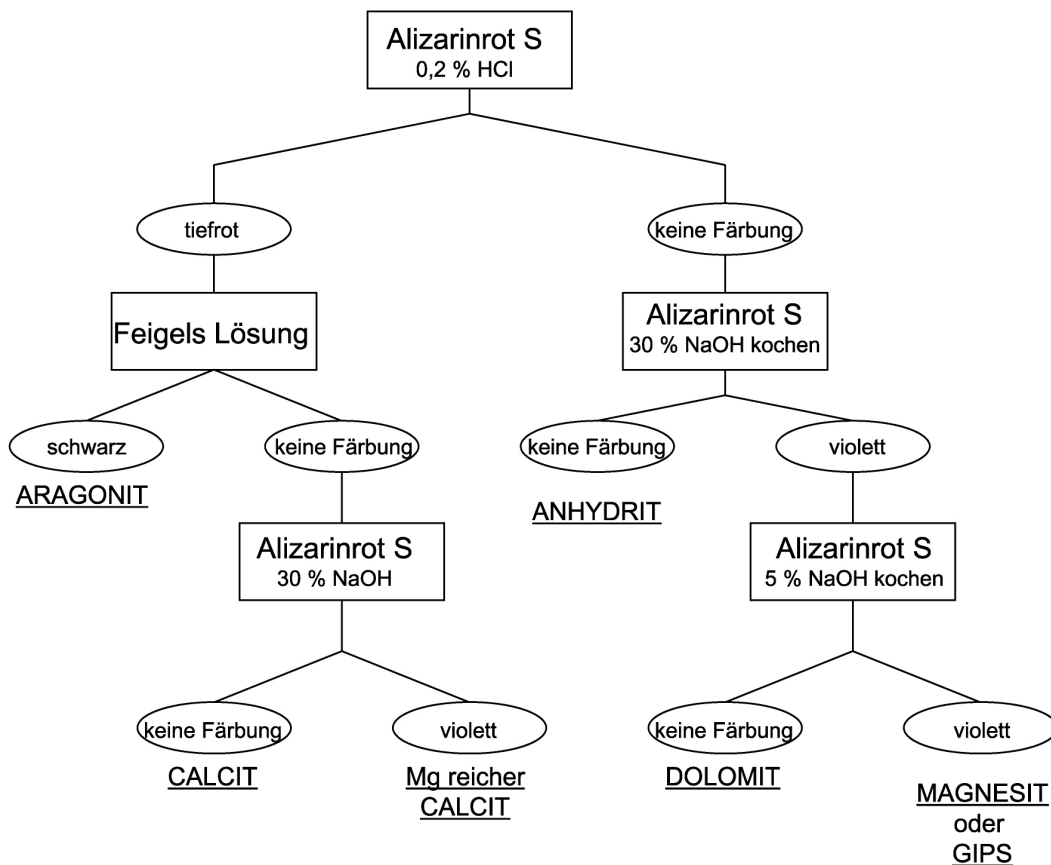 Alizarinrot S
0,2 % HCl
tiefrot
keine Färbung
Feigels Lösung
Alizarinrot S
30 % NaOH kochen
schwarz
keine Färbung
keine Färbung
violett
ARAGONIT
ANHYDRIT
Alizarinrot S
30 % NaOH
Alizarinrot S
5 % NaOH kochen
keine Färbung
violett
keine Färbung
violett
CALCIT
Mg reicher
CALCIT
DOLOMIT
MAGNESIT
oder
GIPS